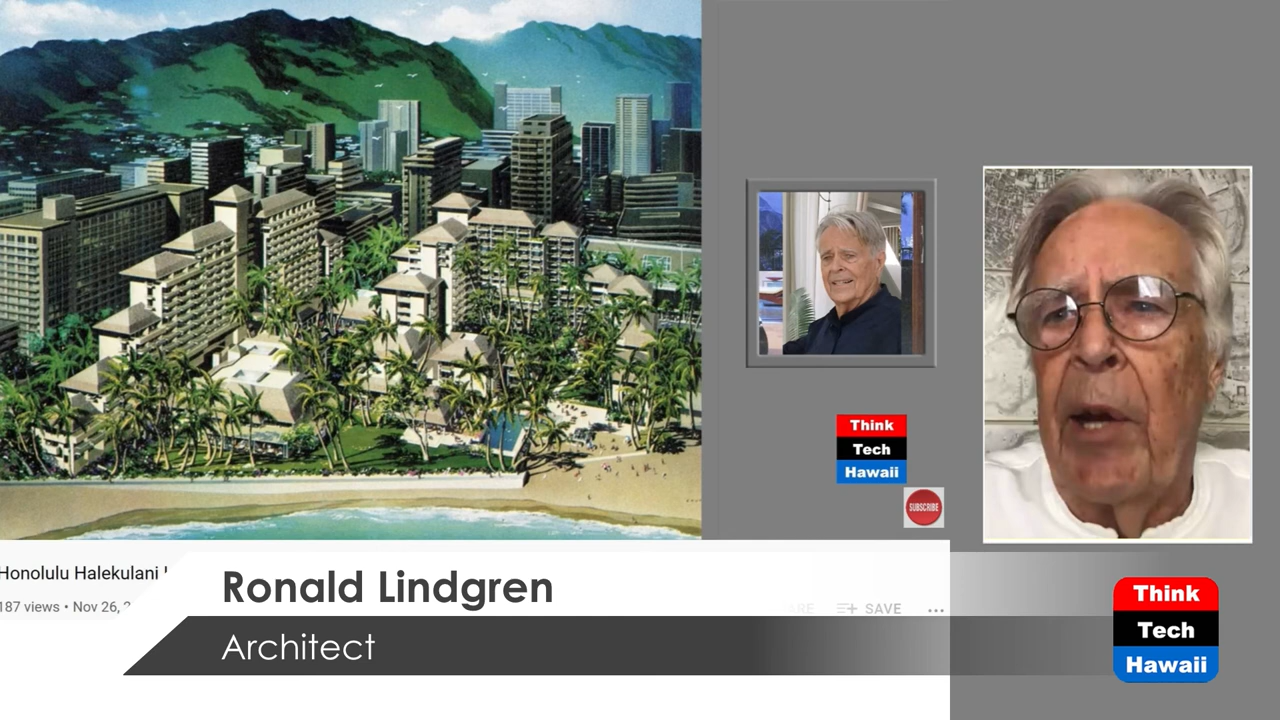 Think
Tech
Hawaii
SUBSCRIBE
Honolulu Halekulani
187 views • Nov 26,
SAVE
Ronald Lindgren
Architect
Think
Tech
Hawaii